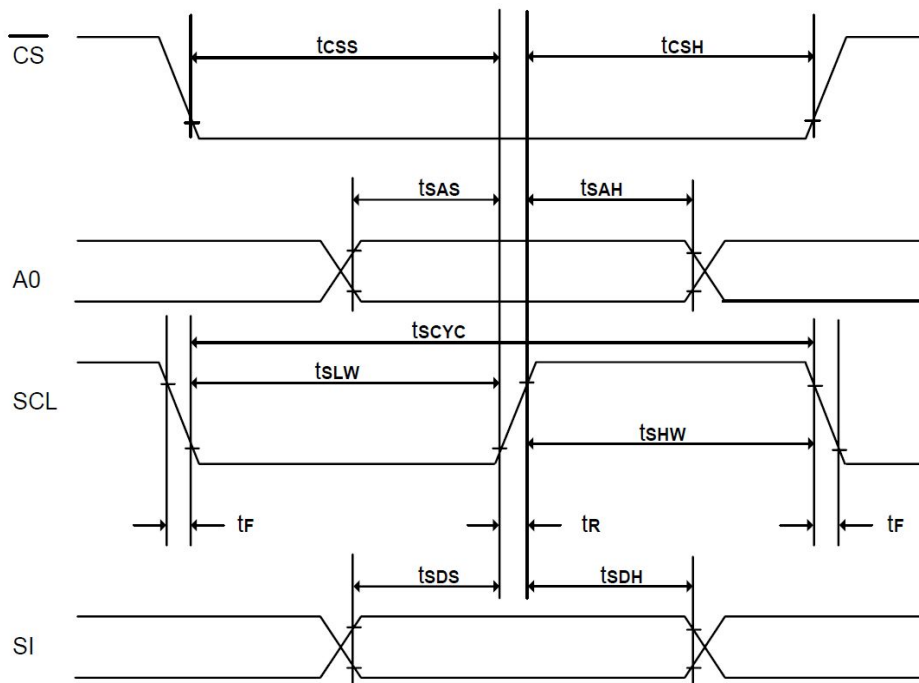 CS
tCSS
tCSH
tSAS
tSAH
A0
tSCYC
tSLW
SCL
tSHW
tF
tR
tF
tSDS
tSDH
SI